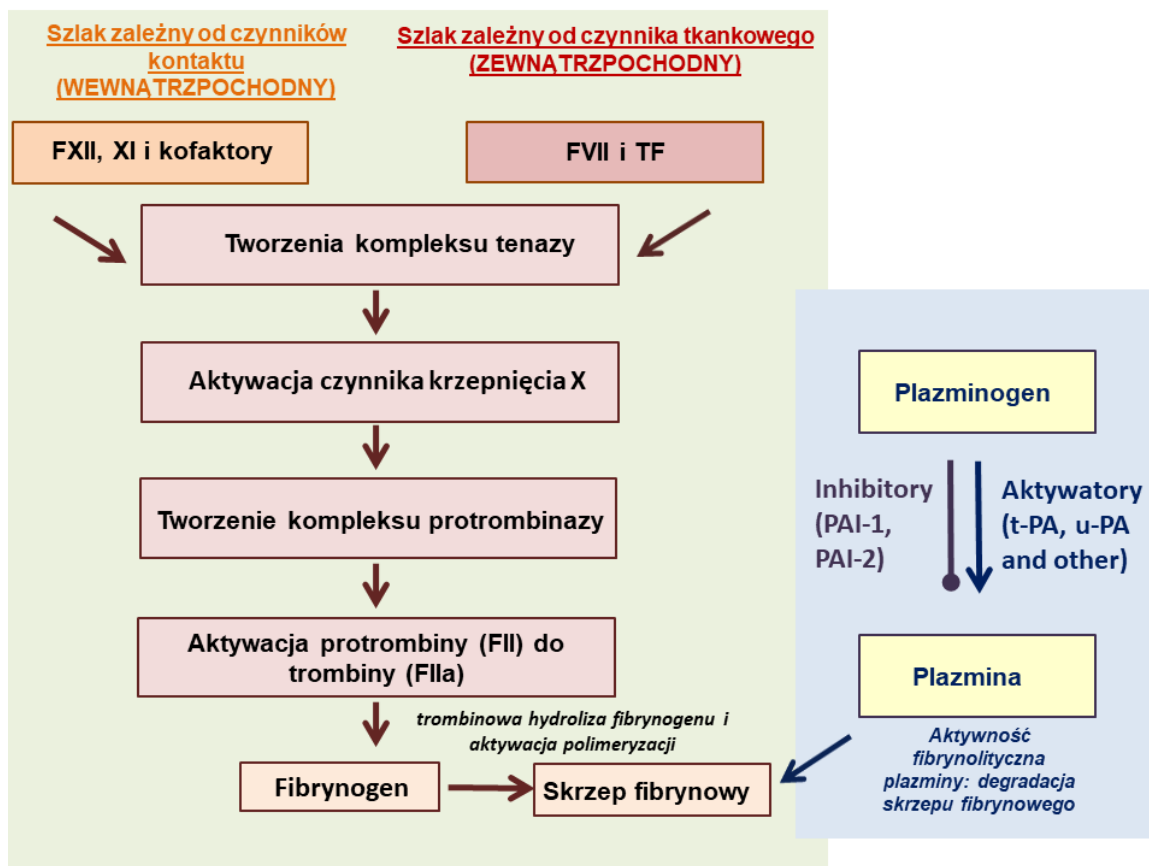 Szlak zależny od czynników
kontaktu
(WEWNĄTRZPOCHODNY)
Szlak zależny od czynnika tkankowego
(ZEWNĄTRZPOCHODNY)
FXII, XI i kofaktory
FVII i TF
Tworzenia kompleksu tenazy
Aktywacja czynnika krzepnięcia X
Tworzenie kompleksu protrombinazy
Aktywacja protrombiny (FII) do
trombiny (FIIa)
trombinowa hydroliza fibrynogenu i
aktywacja polimeryzacji
Fibrynogen
Skrzep fibrynowy
Plazminogen
Inhibitory
(PAI-1,
PAI-2)
Aktywatory
(t-PA, u-PA
and other)
Plazmina
Aktywność
fibrynolityczna
plazminy: degradacja
skrzepu fibrynowego